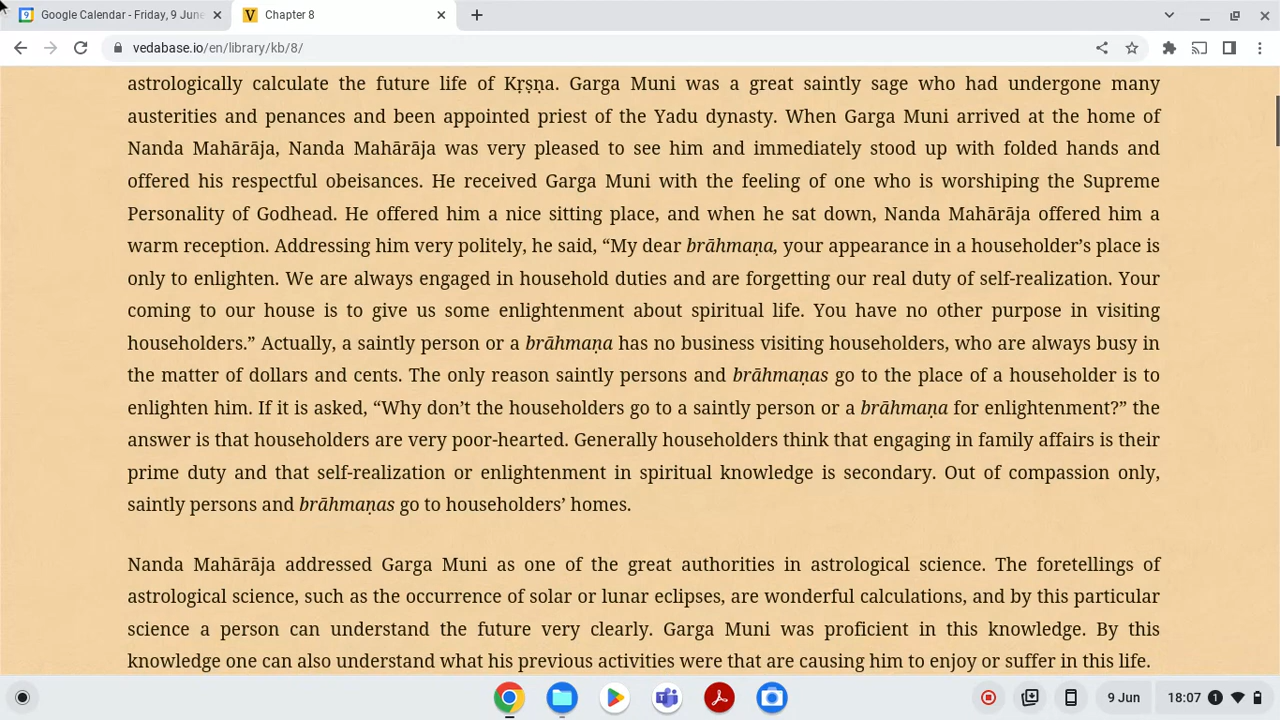 Google Calendar - Friday, 9 June
Chapter 8
vedabase.io/en/library/kb/8/
astrologically calculate the future life of Kṛṣṇa. Garga Muni was a great saintly sage who had undergone many
austerities and penances and been appointed priest of the Yadu dynasty. When Garga Muni arrived at the home of
Nanda Mahārāja, Nanda Mahārāja was very pleased to see him and immediately stood up with folded hands and
offered his respectful obeisances. He received Garga Muni with the feeling of one who is worshiping the Supreme
Personality of Godhead. He offered him a nice sitting place, and when he sat down, Nanda Mahārāja offered him a
warm reception. Addressing him very politely, he said, “My dear brāhmaṇa, your appearance in a householder’s place is
only to enlighten. We are always engaged in household duties and are forgetting our real duty of self-realization. Your
coming to our house is to give us some enlightenment about spiritual life. You have no other purpose in visiting
householders.” Actually, a saintly person or a brāhmaṇa has no business visiting householders, who are always busy in
the matter of dollars and cents. The only reason saintly persons and brāhmaṇas go to the place of a householder is to
enlighten him. If it is asked, “Why don’t the householders go to a saintly person or a brāhmaṇa for enlightenment?” the
answer is that householders are very poor-hearted. Generally householders think that engaging in family affairs is their
prime duty and that self-realization or enlightenment in spiritual knowledge is secondary. Out of compassion only,
saintly persons and brāhmaṇas go to householders’ homes.
Nanda Mahārāja addressed Garga Muni as one of the great authorities in astrological science. The foretellings of
astrological science, such as the occurrence of solar or lunar eclipses, are wonderful calculations, and by this particular
science a person can understand the future very clearly. Garga Muni was proficient in this knowledge. By this
knowledge one can also understand what his previous activities were that are causing him to enjoy or suffer in this life.
9 Jun
18:07
1